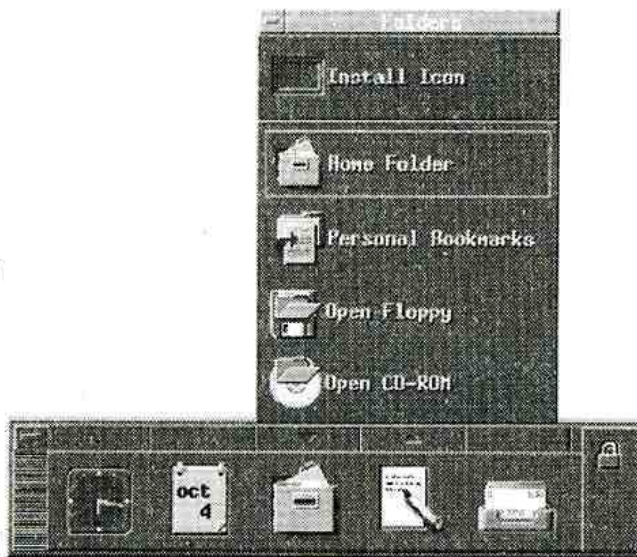 Folders
Install Icon
Home Folder
Personal Bookmarks
Open Floppy
Open CD-ROM
oct
4